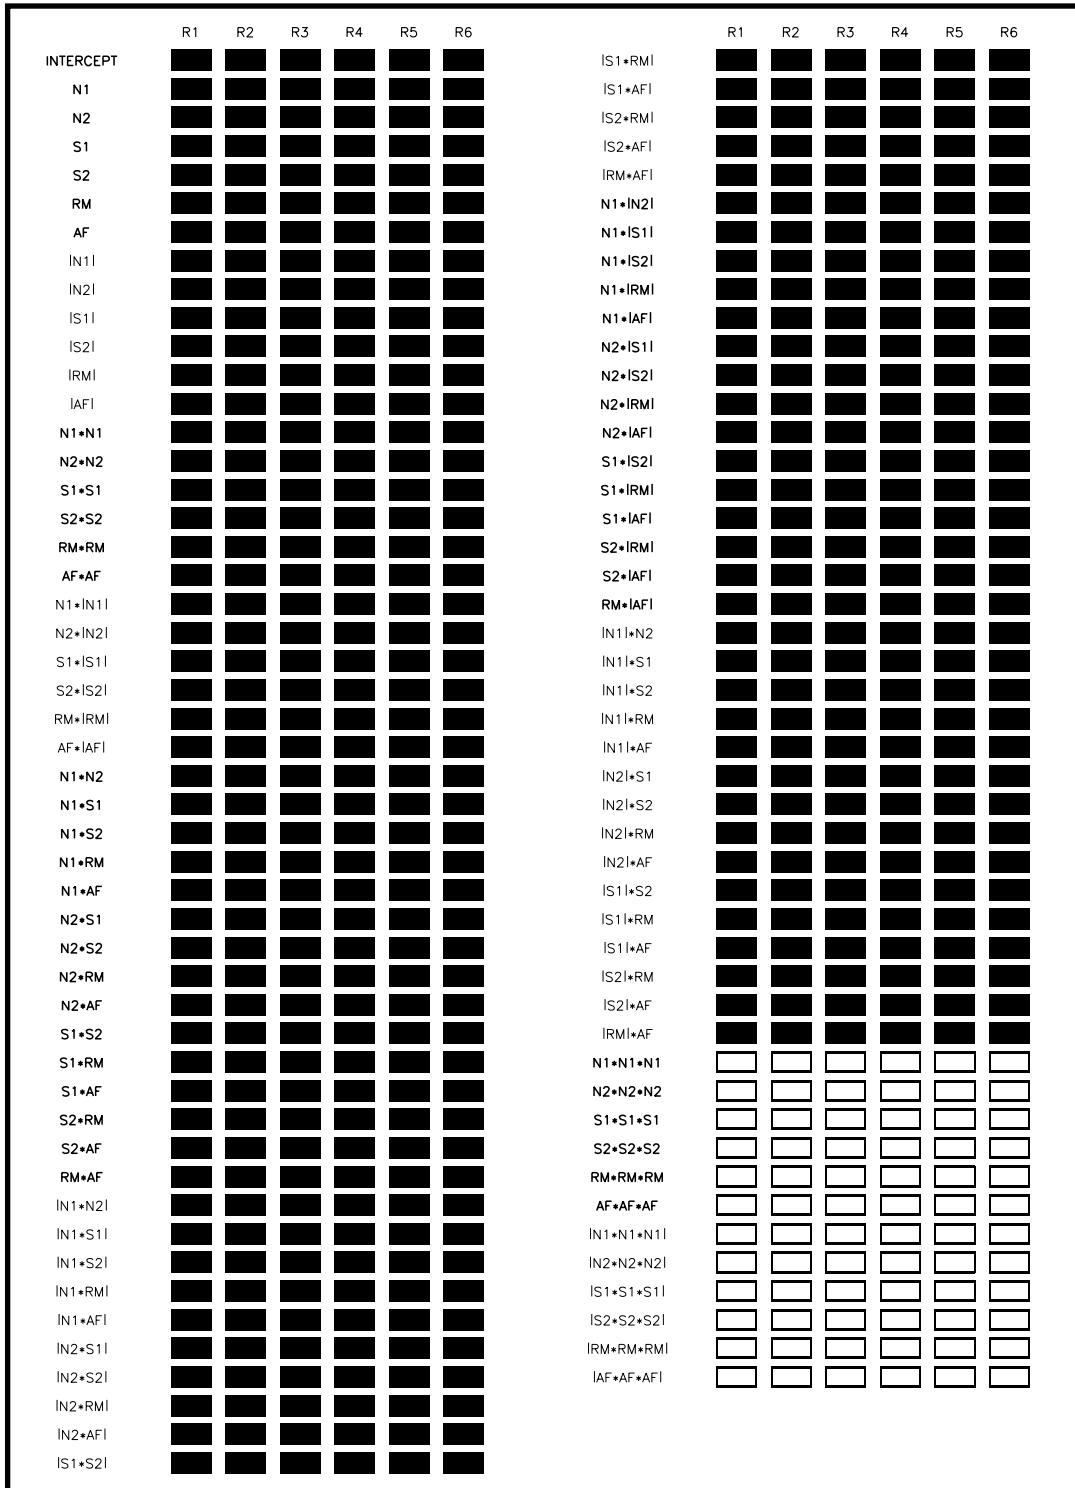 R1 R2 R3 R4 R5 R6
INTERCEPT
N1
N2
S1
S2
RM
AF
|N1|
|N2|
|S1|
|S2|
|RM|
|AF|
N1*N1
N2*N2
S1*S1
S2*S2
RM*RM
AF*AF
N1*|N1|
N2*|N2|
S1*|S1|
S2*|S2|
RM*|RM|
AF*|AF|
N1*N2
N1*S1
N1*S2
N1*RM
N1*AF
N2*S1
N2*S2
N2*RM
N2*AF
S1*S2
S1*RM
S1*AF
S2*RM
S2*AF
RM*AF
|N1*N2|
|N1*S1|
|N1*S2|
|N1*RM|
|N1*AF|
|N2*S1|
|N2*S2|
|N2*RM|
|N2*AF|
|S1*S2|
R1 R2 R3 R4 R5 R6
|S1*RM|
|S1*AF|
|S2*RM|
|S2*AF|
|RM*AF|
N1*|N2|
N1*|S1|
N1*|S2|
N1*|RM|
N1*|AF|
N2*|S1|
N2*|S2|
N2*|RM|
N2*|AF|
S1*|S2|
S1*|RM|
S1*|AF|
S2*|RM|
S2*|AF|
RM*|AF|
|N1|*N2
|N1|*S1
|N1|*S2
|N1|*RM
|N1|*AF
|N2|*S1
|N2|*S2
|N2|*RM
|N2|*AF
|S1|*S2
|S1|*RM
|S1|*AF
|S2|*RM
|S2|*AF
|RM|*AF
N1*N1*N1
N2*N2*N2
S1*S1*S1
S2*S2*S2
RM*RM*RM
AF*AF*AF
|N1*N1*N1|
|N2*N2*N2|
|S1*S1*S1|
|S2*S2*S2|
|RM*RM*RM|
|AF*AF*AF|